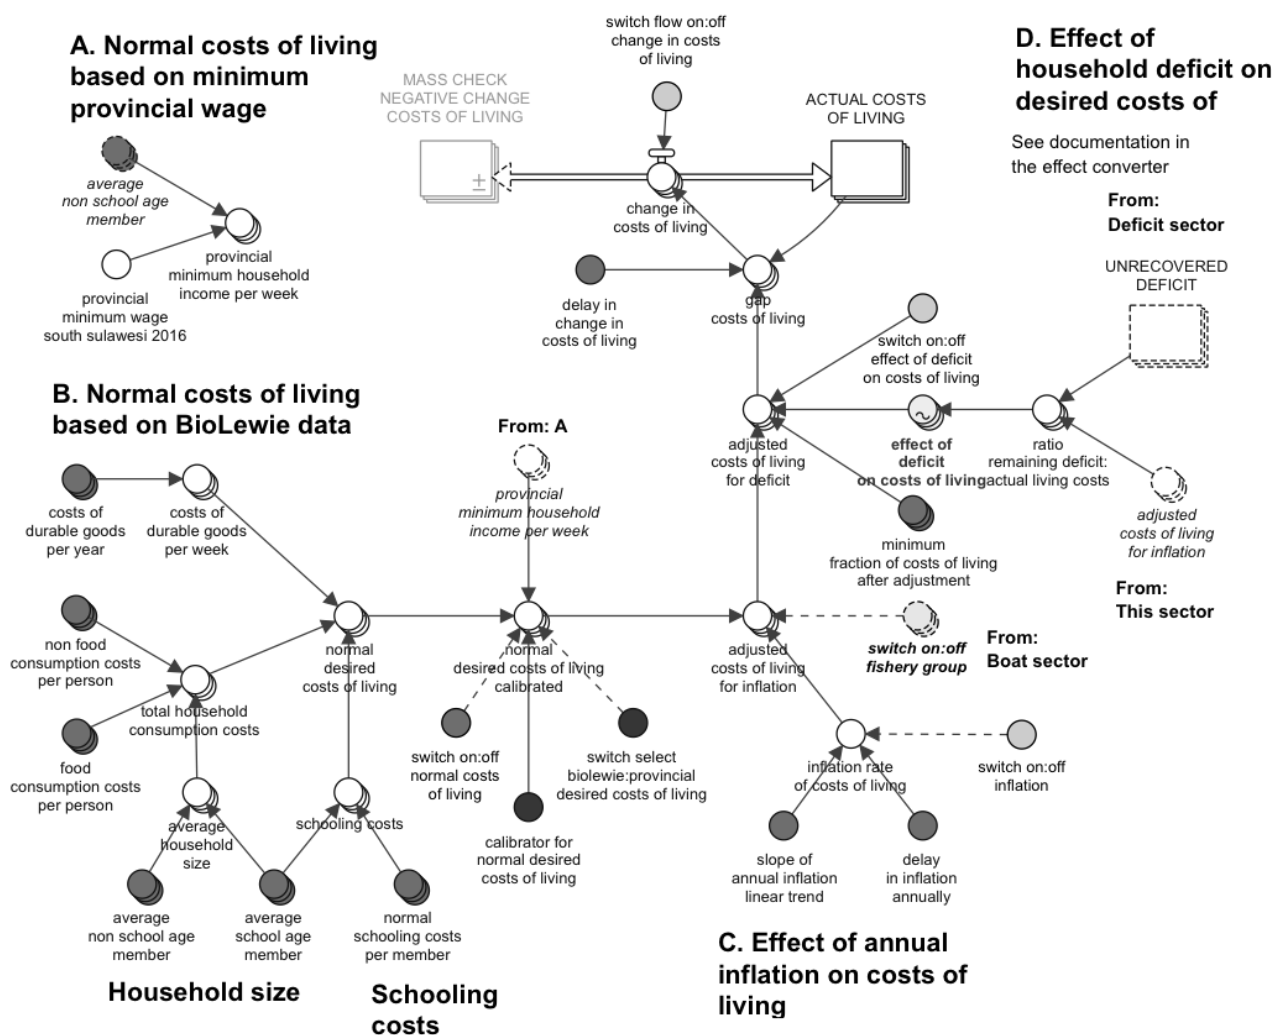 A. Normal costs of living
based on minimum
provincial wage
average
non school age
member
provincial
minimum household
income per week
provincial
minimum wage
south sulawesi 2016
switch flow on:off
change in costs
of living
MASS CHECK
NEGATIVE CHANGE
COSTS OF LIVING
±
ACTUAL COSTS
OF LIVING
change in
costs of living
delay in
change in
costs of living
gap
costs of living
D. Effect of
household deficit on
desired costs of
See documentation in
the effect converter
From:
Deficit sector
UNRECOVERED
DEFICIT
switch on:off
effect of deficit
on costs of living
adjusted
costs of living
for deficit
effect of
deficit
on costs of living
ratio
remaining deficit:
actual living costs
adjusted
costs of living
for inflation
minimum
fraction of costs of living
after adjustment
From:
This sector
B. Normal costs of living
based on BioLewie data
From: A
provincial
minimum household
income per week
costs of
durable goods
per year
costs of
durable goods
per week
non food
consumption costs
per person
total household
consumption costs
food
consumption costs
per person
normal
desired
costs of living
normal
desired costs of living
calibrated
adjusted
costs of living
for inflation
switch on:off
fishery group
From:
Boat sector
switch on:off
normal costs
of living
switch select
biolewie:provincial
desired costs of living
calibrator for
normal desired
costs of living
inflation rate
of costs of living
switch on:off
inflation
average
household
size
schooling costs
average
non school age
member
average
school age
member
normal
schooling costs
per member
slope of
annual inflation
linear trend
delay
in inflation
annually
Household size
Schooling
costs
C. Effect of annual
inflation on costs of
living